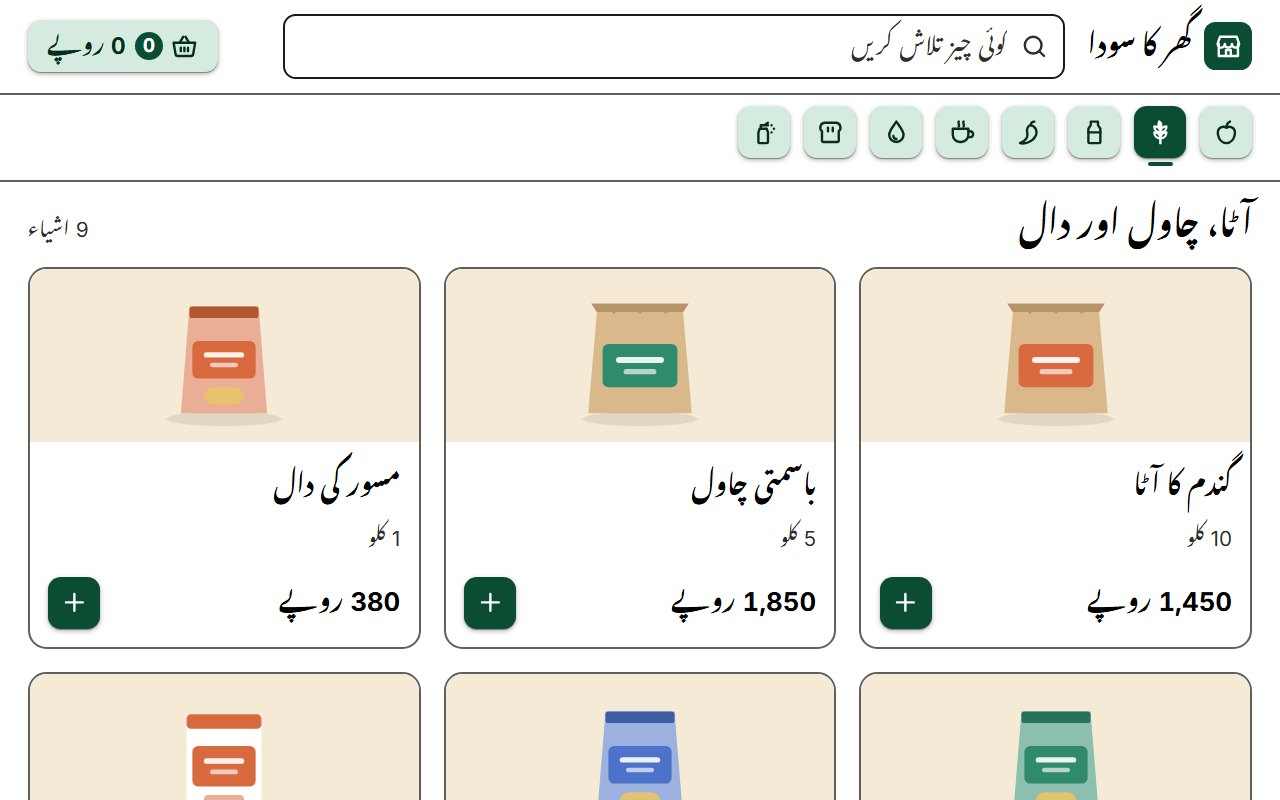 گھر کا سودا
کوئی چیز تلاش کریں
0
0 روپے
آٹا، چاول اور دال
9 اشیاء
گندم کا آٹا
10 کلو
1,450 روپے
باسمتی چاول
5 کلو
1,850 روپے
مسور کی دال
1 کلو
380 روپے